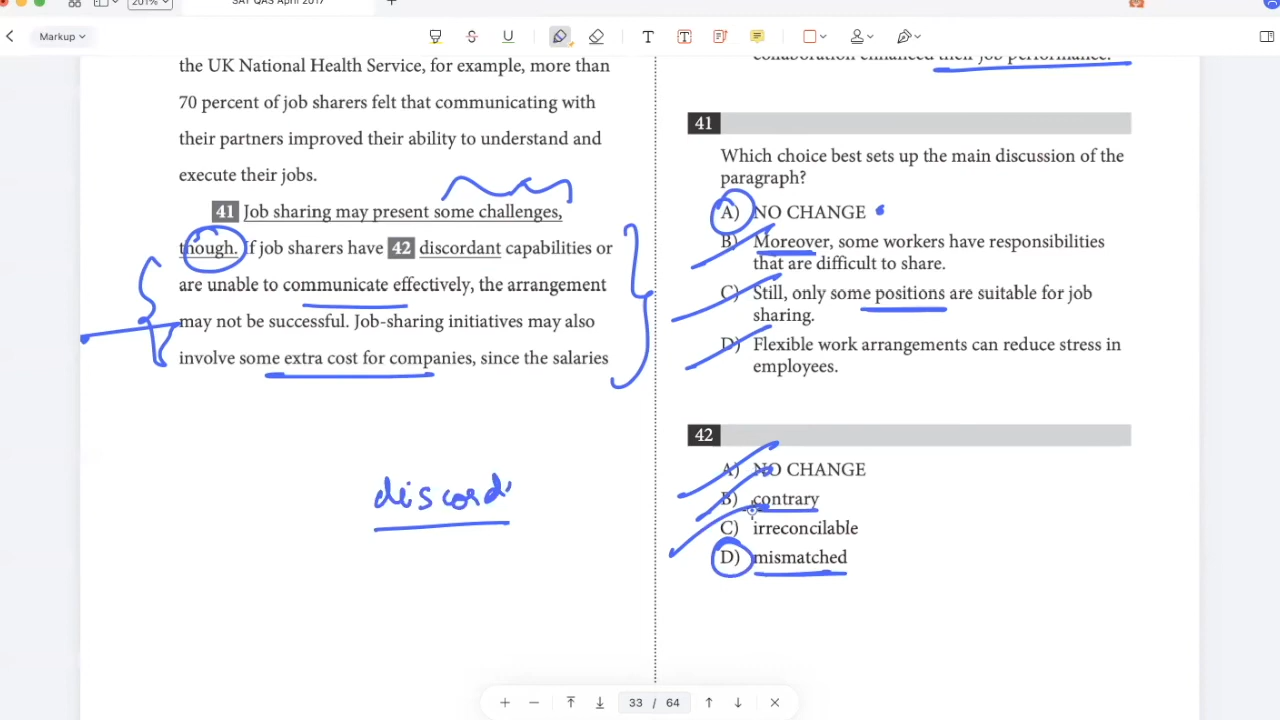 201%
SAT QAS April 2017
Markup
the UK National Health Service, for example, more than
70 percent of job sharers felt that communicating with
their partners improved their ability to understand and
execute their jobs.
41 Job sharing may present some challenges,
though. If job sharers have 42 discordant capabilities or
are unable to communicate effectively, the arrangement
may not be successful. Job-sharing initiatives may also
involve some extra cost for companies, since the salaries
discord
collaboration enhanced their job performance.
41
Which choice best sets up the main discussion of the
paragraph?
A) NO CHANGE
B) Moreover, some workers have responsibilities
that are difficult to share.
C) Still, only some positions are suitable for job
sharing.
D) Flexible work arrangements can reduce stress in
employees.
42
A) NO CHANGE
B) contrary
C) irreconcilable
D) mismatched
33 / 64